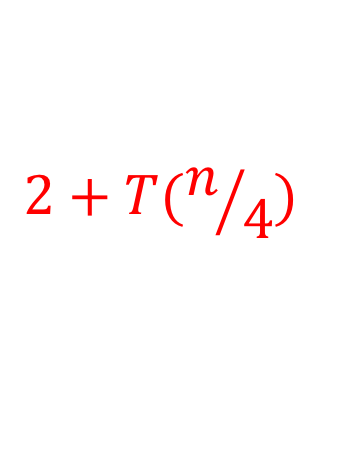 2 + T(n/4)